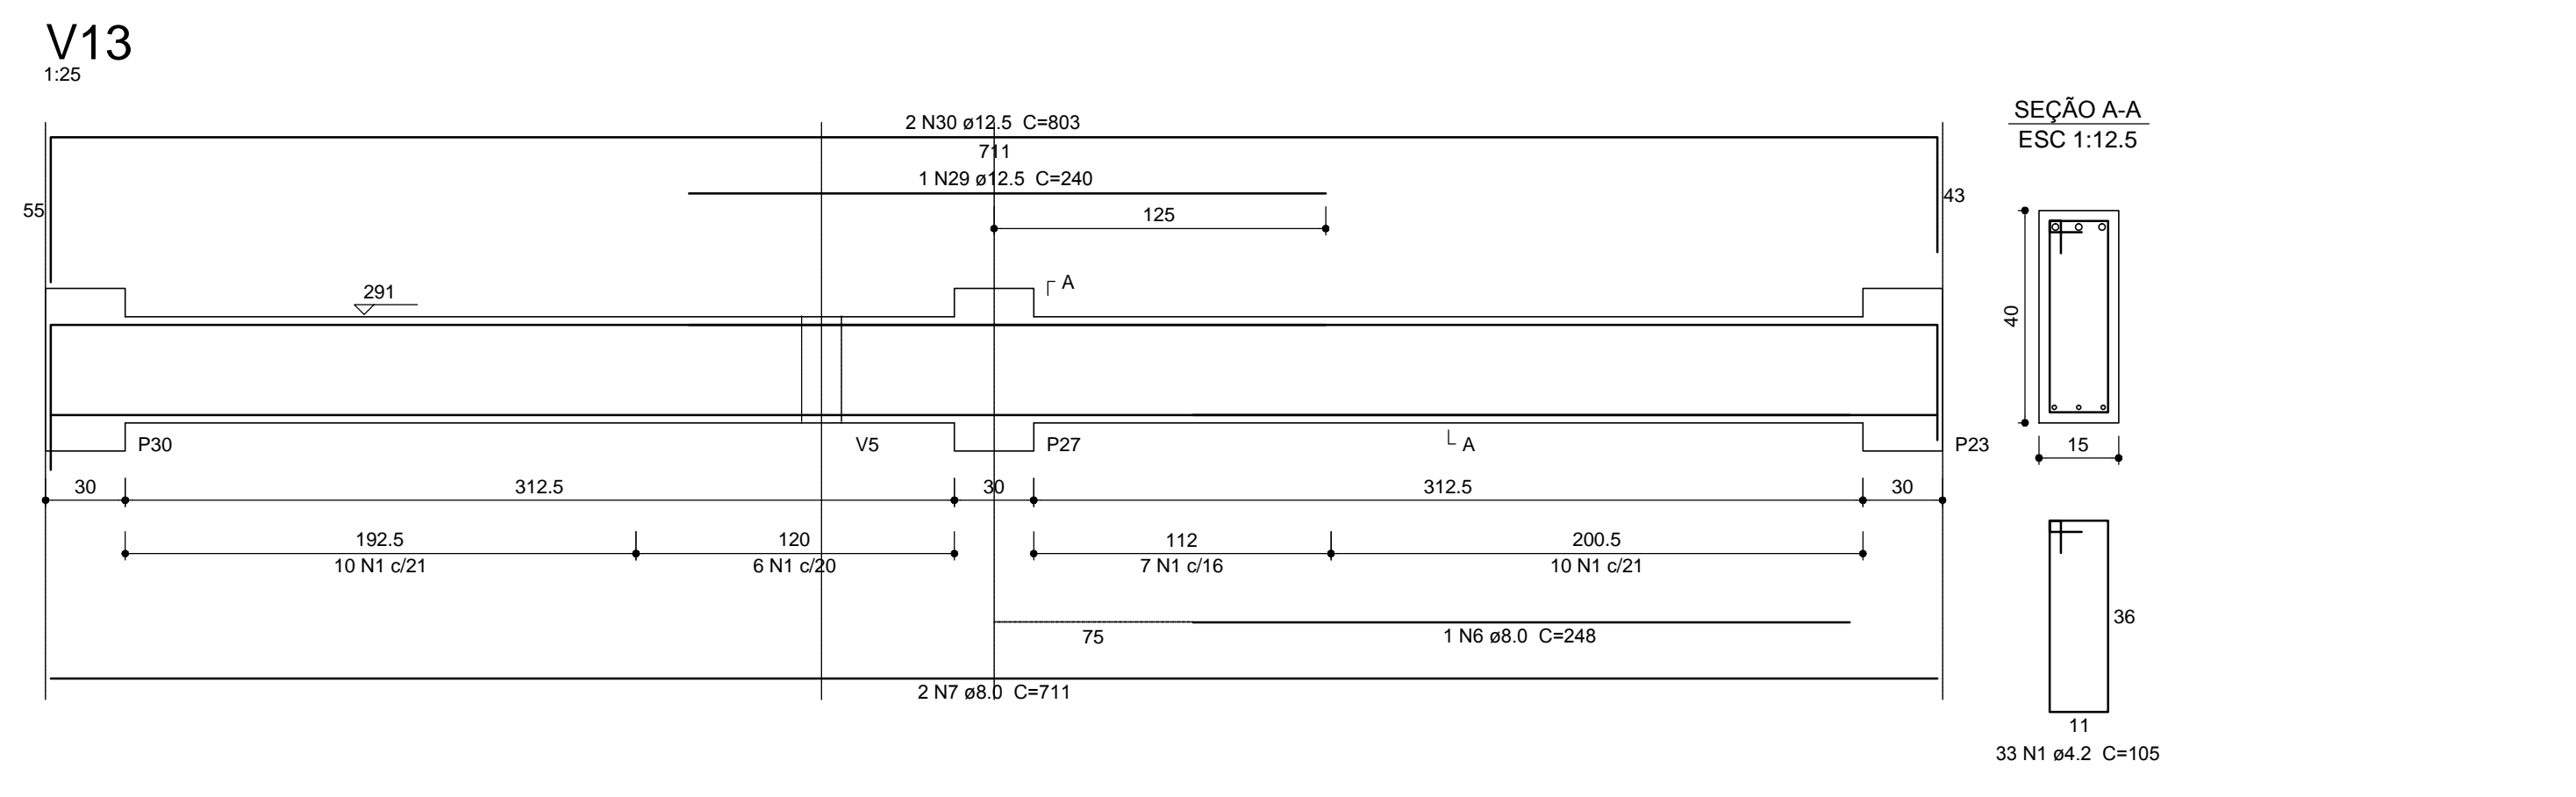 V13
1:25
2 N30 ø12.5 C=803
711
1 N29 ø12.5 C=240
55
43
125
291
A
P30
V5
P27
A
P23
30
312.5
30
312.5
30
192.5
120
112
200.5
10 N1 c/21
6 N1 c/20
7 N1 c/16
10 N1 c/21
75
1 N6 ø8.0 C=248
2 N7 ø8.0 C=711
SEÇÃO A-A
ESC 1:12.5
40
15
36
11
33 N1 ø4.2 C=105